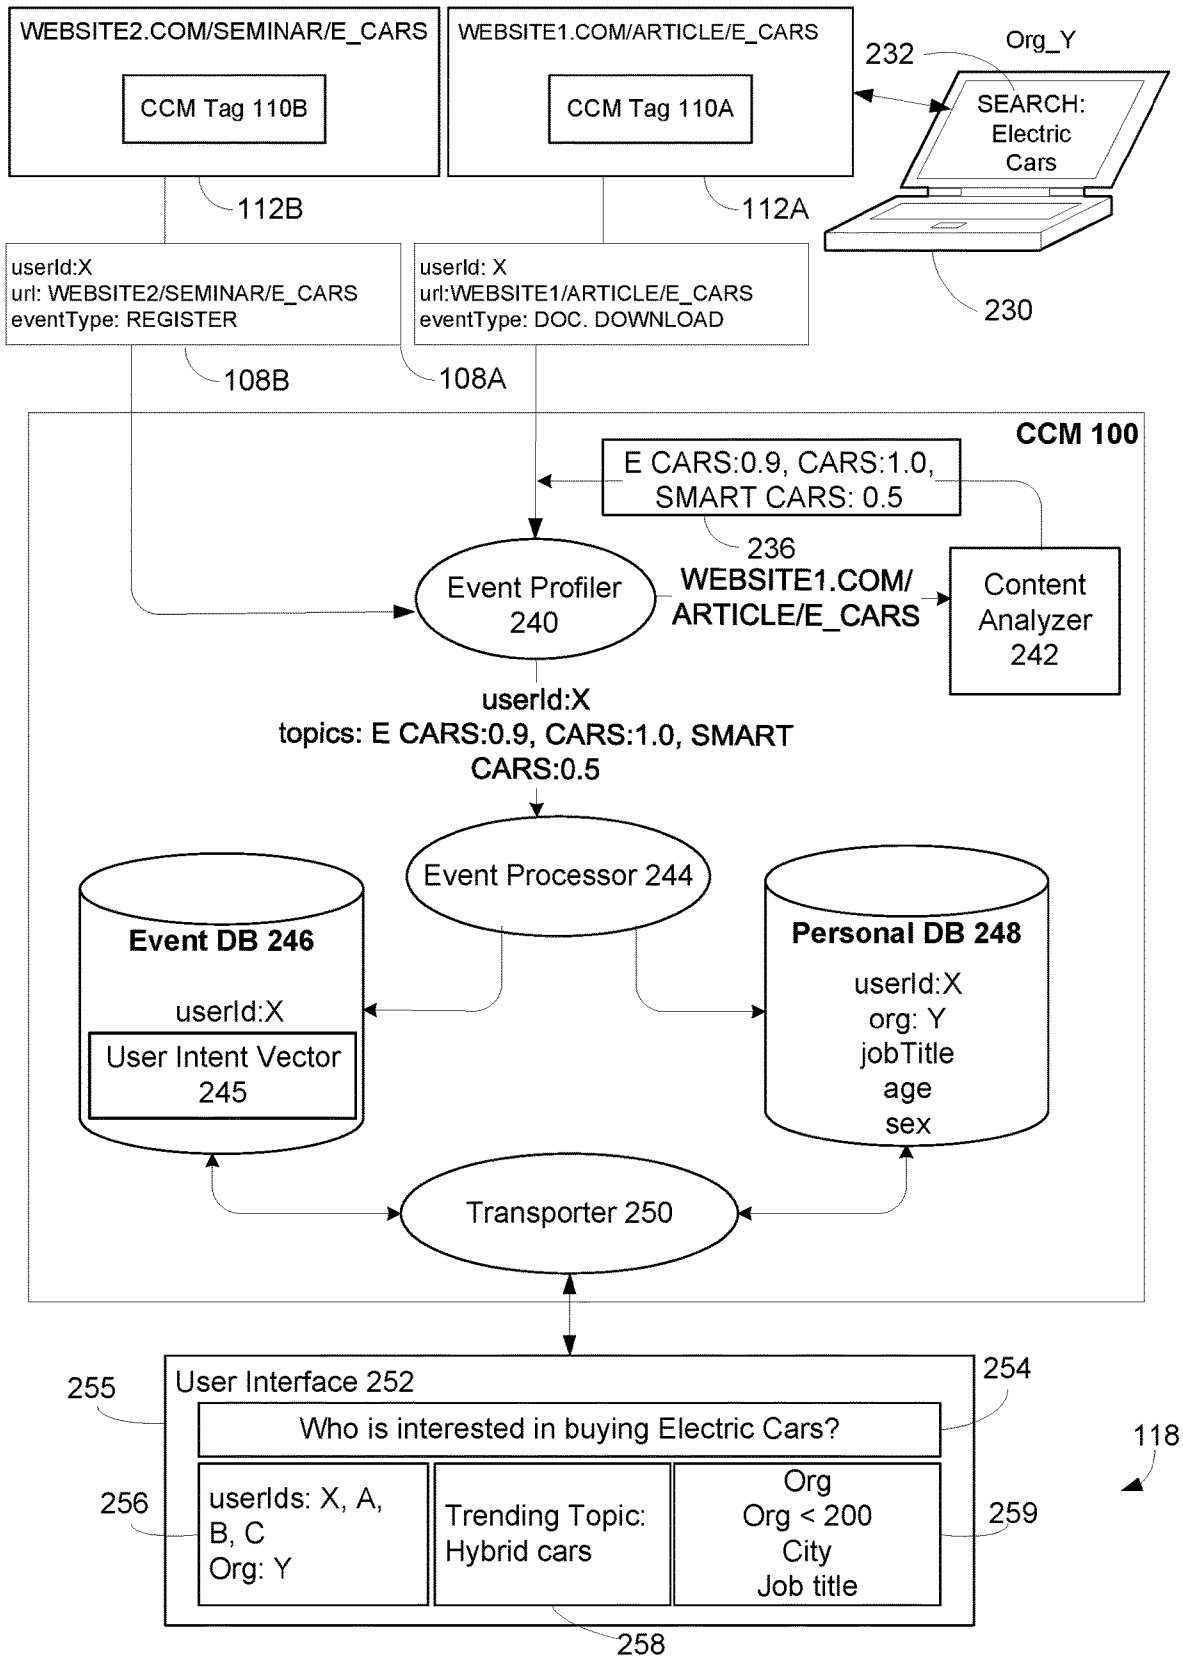 WEBSITE2.COM/SEMINAR/E_CARS
CCM Tag 110B
112B
WEBSITE1.COM/ARTICLE/E_CARS
CCM Tag 110A
112A
232
Org_Y
SEARCH:
Electric
Cars
230
userId:X
url: WEBSITE2/SEMINAR/E_CARS
eventType: REGISTER
108B
userId: X
url:WEBSITE1/ARTICLE/E_CARS
eventType: DOC. DOWNLOAD
108A
CCM 100
E CARS:0.9, CARS:1.0,
SMART CARS: 0.5
236
Event Profiler
240
WEBSITE1.COM/
ARTICLE/E_CARS
Content
Analyzer
242
userId:X
topics: E CARS:0.9, CARS:1.0, SMART
CARS:0.5
Event Processor 244
Event DB 246
userId:X
User Intent Vector
245
Personal DB 248
userId:X
org: Y
jobTitle
age
sex
Transporter 250
255
User Interface 252
254
Who is interested in buying Electric Cars?
118
256
userIds: X, A,
B, C
Org: Y
Trending Topic:
Hybrid cars
Org
Org < 200
City
Job title
259
258